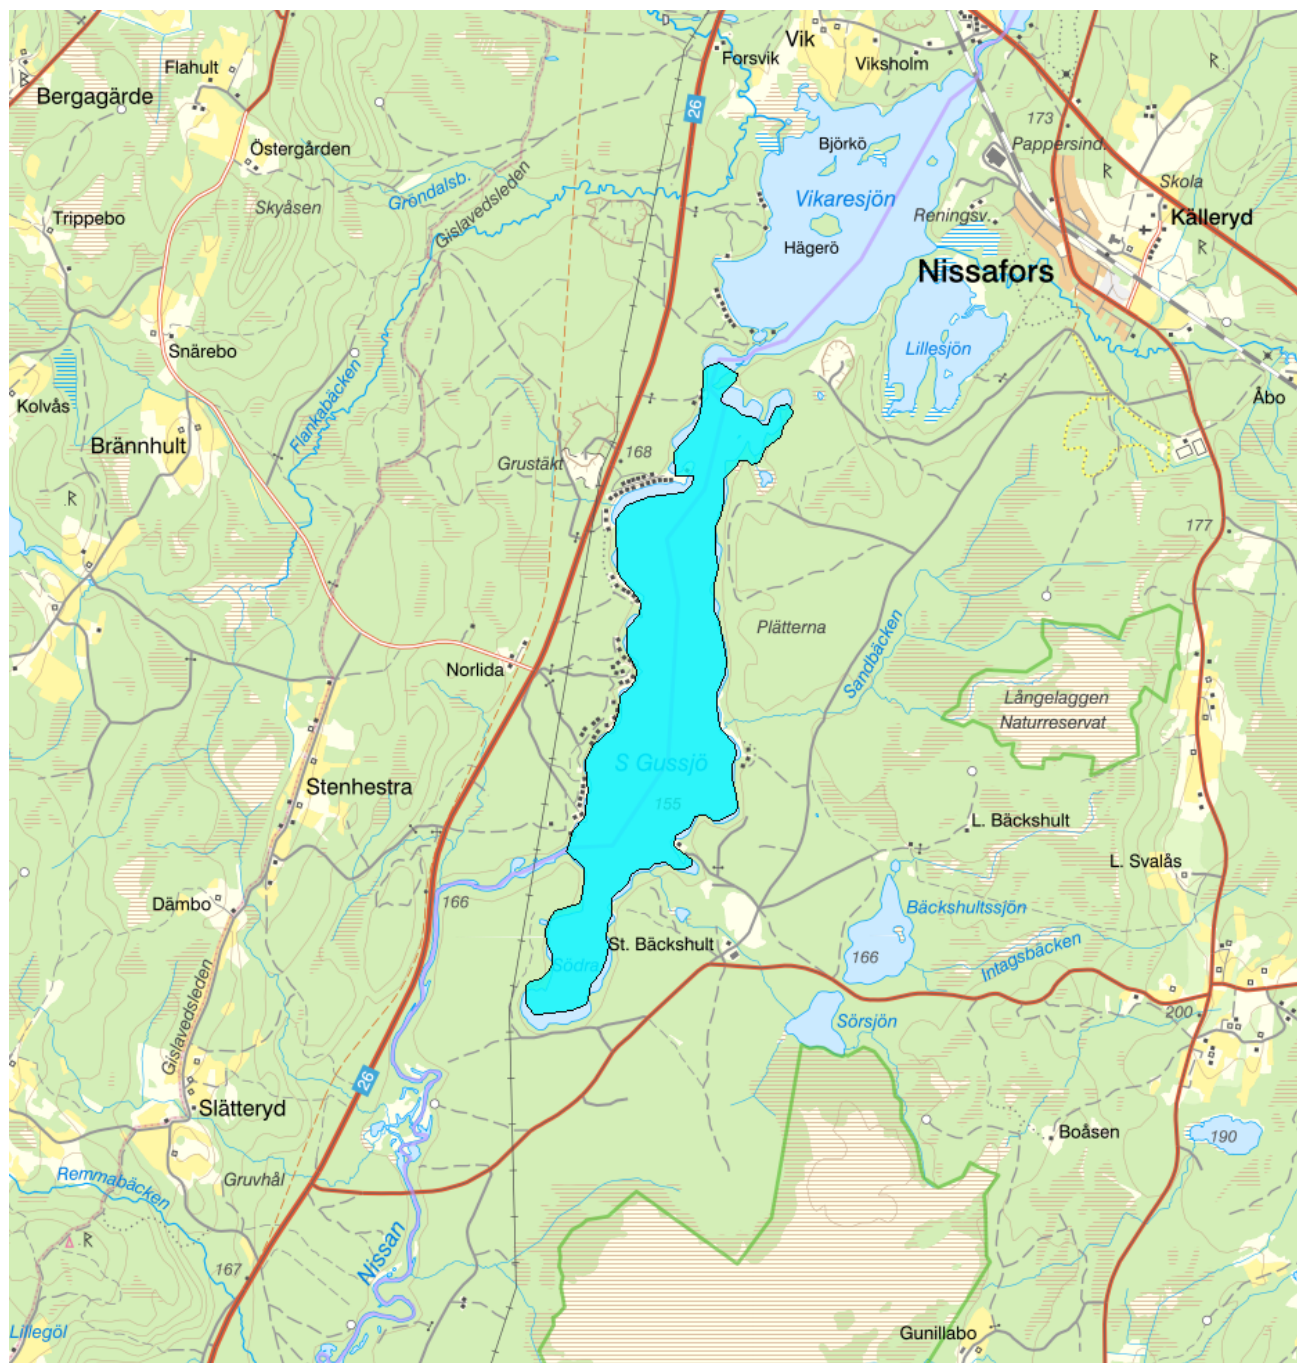 D
Vik
Forsvik
Viksholm
Flahult
Bergagärde
26
R
173
Björkö
Pappersind.
Östergården
Gröndalsb.
Skola
Vikaresjön
Skyåsen
Gislavedsleden
Reningsv.
Källeryd
Trippebo
Hägerö
Nissafors
Snärebo
Lillesjön
Flankabäcken
Åbo
Kolvås
Brännhult
168
Grustäkt
R
177
Plätterna
Sandbäcken
Norlida
Långelaggen
Naturreservat
S Gussjö
Stenhestra
155
L. Bäckshult
L. Svalås
Dämbo
166
Bäckshultssjön
St. Bäckshult
Intagsbäcken
166
Södra
Gislavedsleden
200
Sörsjön
26
Slätteryd
Boåsen
190
Remmabäcken
Gruvhål
R
Nissan
167
Lillegöl
Gunillabo